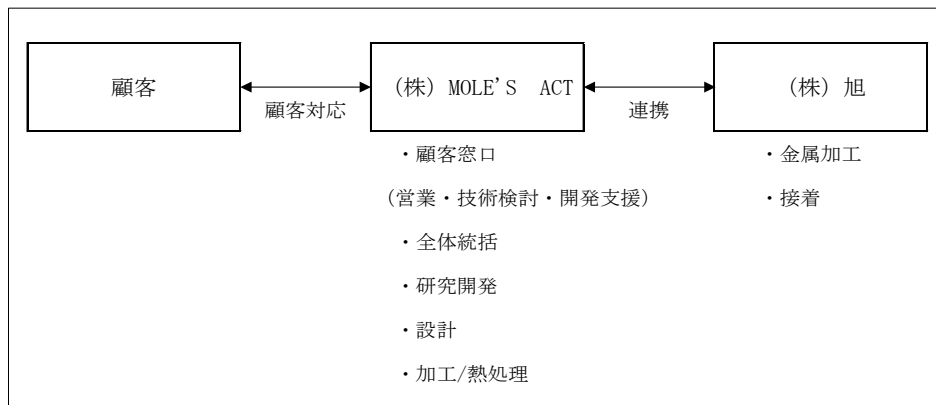 顧客
顧客対応
(株) MOLE'S ACT
連携
(株) 旭
・顧客窓口
(営業・技術検討・開発支援)
・全体統括
・研究開発
・設計
・加工/熱処理
・金属加工
・接着